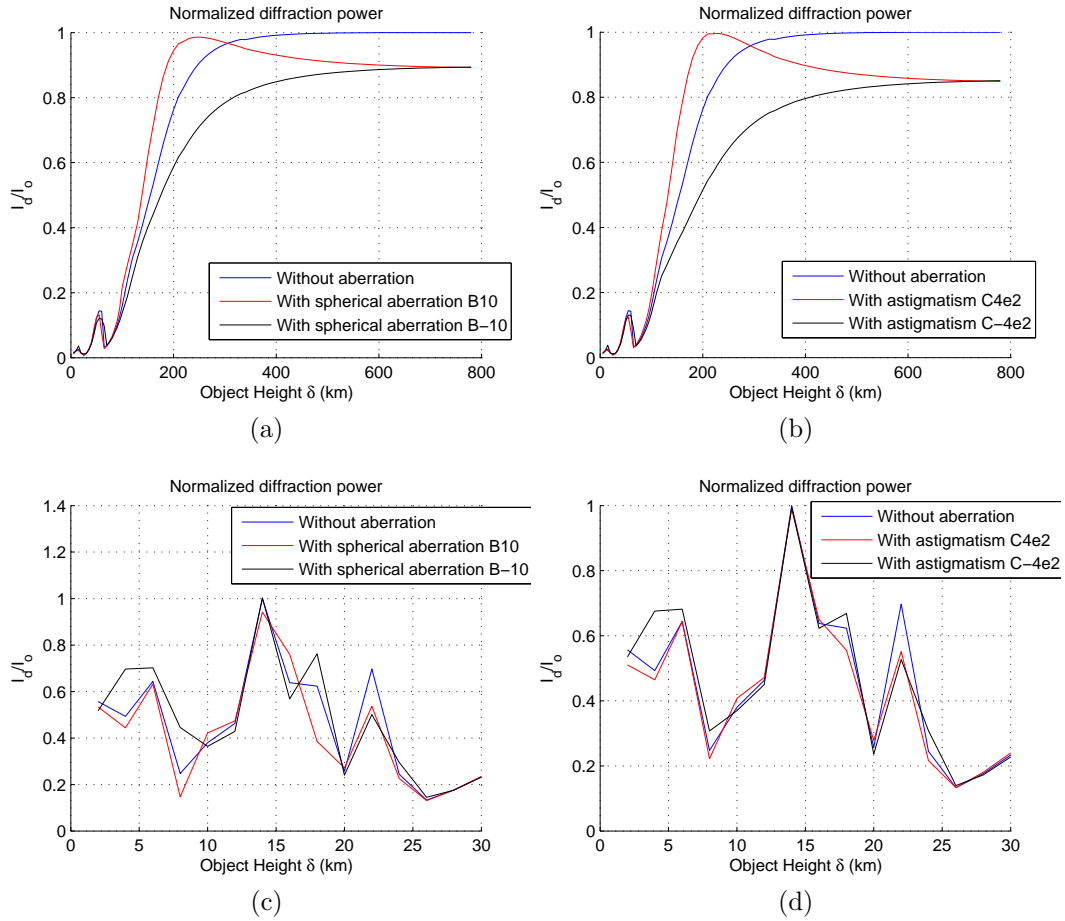 Normalized diffraction power
1
0.8
0.6
0.4
0.2
0
I_d/I_o
Without aberration
With spherical aberration B10
With spherical aberration B−10
0 200 400 600 800
Object Height δ (km)
(a)
Normalized diffraction power
1
0.8
0.6
0.4
0.2
0
I_d/I_o
Without aberration
With astigmatism C4e2
With astigmatism C−4e2
0 200 400 600 800
Object Height δ (km)
(b)
Normalized diffraction power
1.4
1.2
1
0.8
0.6
0.4
0.2
0
I_d/I_o
Without aberration
With spherical aberration B10
With spherical aberration B−10
0 5 10 15 20 25 30
Object Height δ (km)
(c)
Normalized diffraction power
1
0.8
0.6
0.4
0.2
0
I_d/I_o
Without aberration
With astigmatism C4e2
With astigmatism C−4e2
0 5 10 15 20 25 30
Object Height δ (km)
(d)